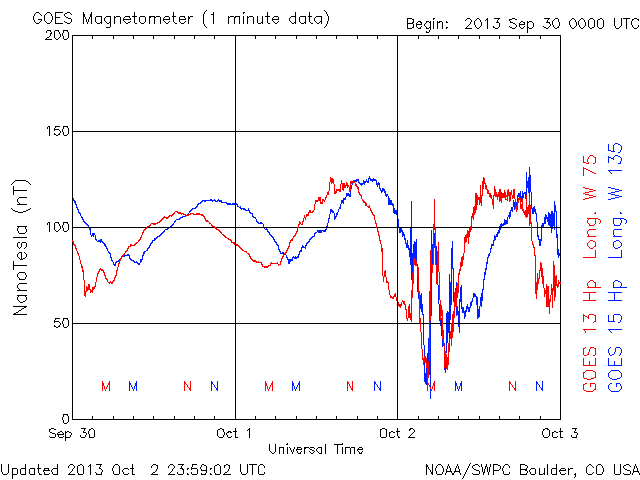 GOES Magnetometer (1 minute data)
Begin: 2013 Sep 30 0000 UTC
200
150
100
50
0
NanoTesla (nT)
M M N N M M N N M M N N
Sep 30 Oct 1 Oct 2 Oct 3
Universal Time
GOES 13 Hp Long. W 75
GOES 15 Hp Long. W 135
Updated 2013 Oct 2 23:59:02 UTC
NOAA/SWPC Boulder, CO USA